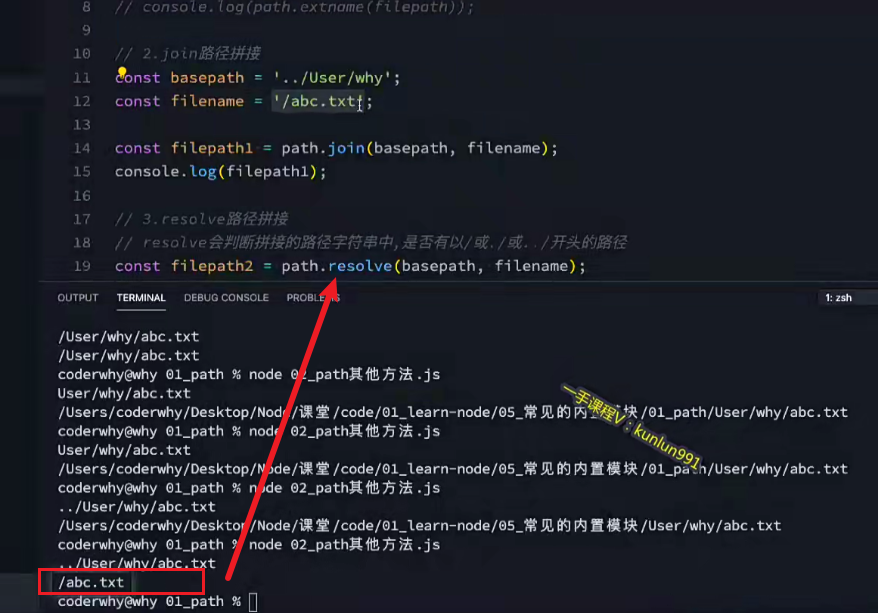 8 // console.log(path.extname(filepath));
9
10 // 2.join路径拼接
11 const basepath = '../User/why';
12 const filename = '/abc.txt';
13
14 const filepath1 = path.join(basepath, filename);
15 console.log(filepath1);
16
17 // 3.resolve路径拼接
18 // resolve会判断拼接的路径字符串中,是否有以/或./或../开头的路径
19 const filepath2 = path.resolve(basepath, filename);
OUTPUT TERMINAL DEBUG CONSOLE PROBLEMS 1: zsh
/User/why/abc.txt
/User/why/abc.txt
coderwhy@why 01_path % node 02_path其他方法.js
User/why/abc.txt
/Users/coderwhy/Desktop/Node/课堂/code/01_learn-node/05_常见的内置模块/01_path/User/why/abc.txt
coderwhy@why 01_path % node 02_path其他方法.js
User/why/abc.txt
/Users/coderwhy/Desktop/Node/课堂/code/01_learn-node/05_常见的内置模块/01_path/User/why/abc.txt
coderwhy@why 01_path % node 02_path其他方法.js
../User/why/abc.txt
/Users/coderwhy/Desktop/Node/课堂/code/01_learn-node/05_常见的内置模块/User/why/abc.txt
coderwhy@why 01_path % node 02_path其他方法.js
../User/why/abc.txt
/abc.txt
coderwhy@why 01_path %
一手课程V:kunlun991